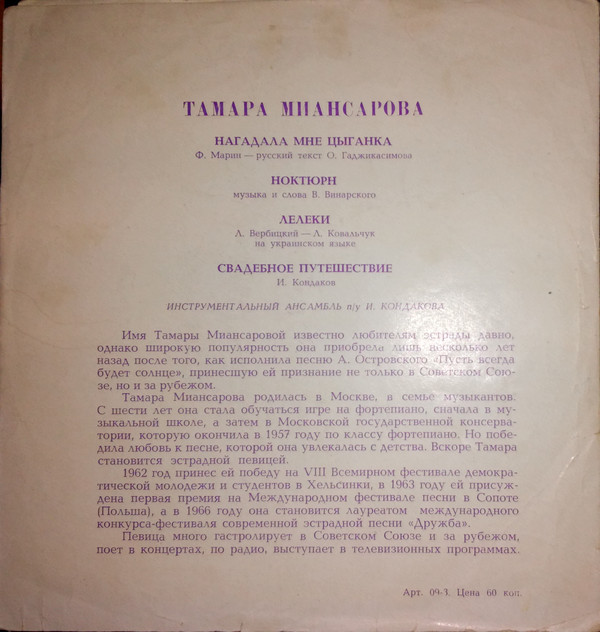 ТАМАРА МИАНСАРОВА
НАГАДАЛА МНЕ ЦЫГАНКА
Ф. Марин — русский текст О. Гаджикасимова
НОКТЮРН
музыка и слова В. Винарского
ЛЕЛЕКИ
Л. Вербицкий — Л. Ковальчук
на украинском языке
СВАДЕБНОЕ ПУТЕШЕСТВИЕ
И. Кондаков
ИНСТРУМЕНТАЛЬНЫЙ АНСАМБЛЬ п/у И. КОНДАКОВА
Имя Тамары Миансаровой известно любителям эстрады давно,
однако широкую популярность она приобрела лишь несколько лет
назад после того, как исполнила песню А. Островского «Пусть всегда
будет солнце», принесшую ей признание не только в Советском Сою-
зе, но и за рубежом.
Тамара Миансарова родилась в Москве, в семье музыкантов.
С шести лет она стала обучаться игре на фортепиано, сначала в му-
зыкальной школе, а затем в Московской государственной консерва-
тории, которую окончила в 1957 году по классу фортепиано. Но побе-
дила любовь к песне, которой она увлекалась с детства. Вскоре Тамара
становится эстрадной певицей.
1962 год принес ей победу на VIII Всемирном фестивале демокра-
тической молодежи и студентов в Хельсинки, в 1963 году ей присуж-
дена первая премия на Международном фестивале песни в Сопоте
(Польша), а в 1966 году она становится лауреатом международного
конкурса-фестиваля современной эстрадной песни «Дружба».
Певица много гастролирует в Советском Союзе и за рубежом,
поет в концертах, по радио, выступает в телевизионных программах.
Арт. 09-3. Цена 60 коп.